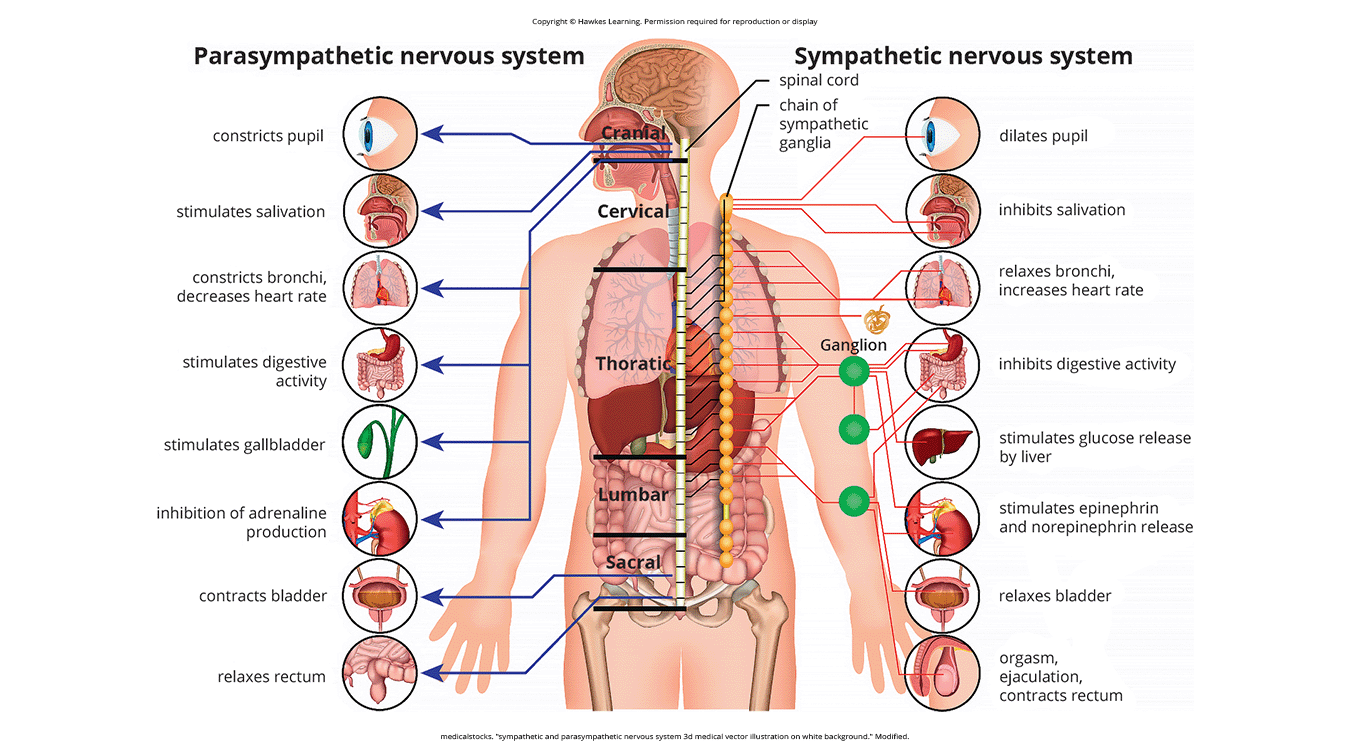 Copyright © Hawkes Learning. Permission required for reproduction or display
Parasympathetic nervous system
Sympathetic nervous system
spinal cord
chain of
sympathetic
ganglia
constricts pupil
stimulates salivation
constricts bronchi,
decreases heart rate
stimulates digestive
activity
stimulates gallbladder
inhibition of adrenaline
production
contracts bladder
relaxes rectum
Cranial
Cervical
Thoratic
Lumbar
Sacral
Ganglion
dilates pupil
inhibits salivation
relaxes bronchi,
increases heart rate
inhibits digestive activity
stimulates glucose release
by liver
stimulates epinephrin
and norepinephrin release
relaxes bladder
orgasm,
ejaculation,
contracts rectum
medicalstocks. "sympathetic and parasympathetic nervous system 3d medical vector illustration on white background." Modified.